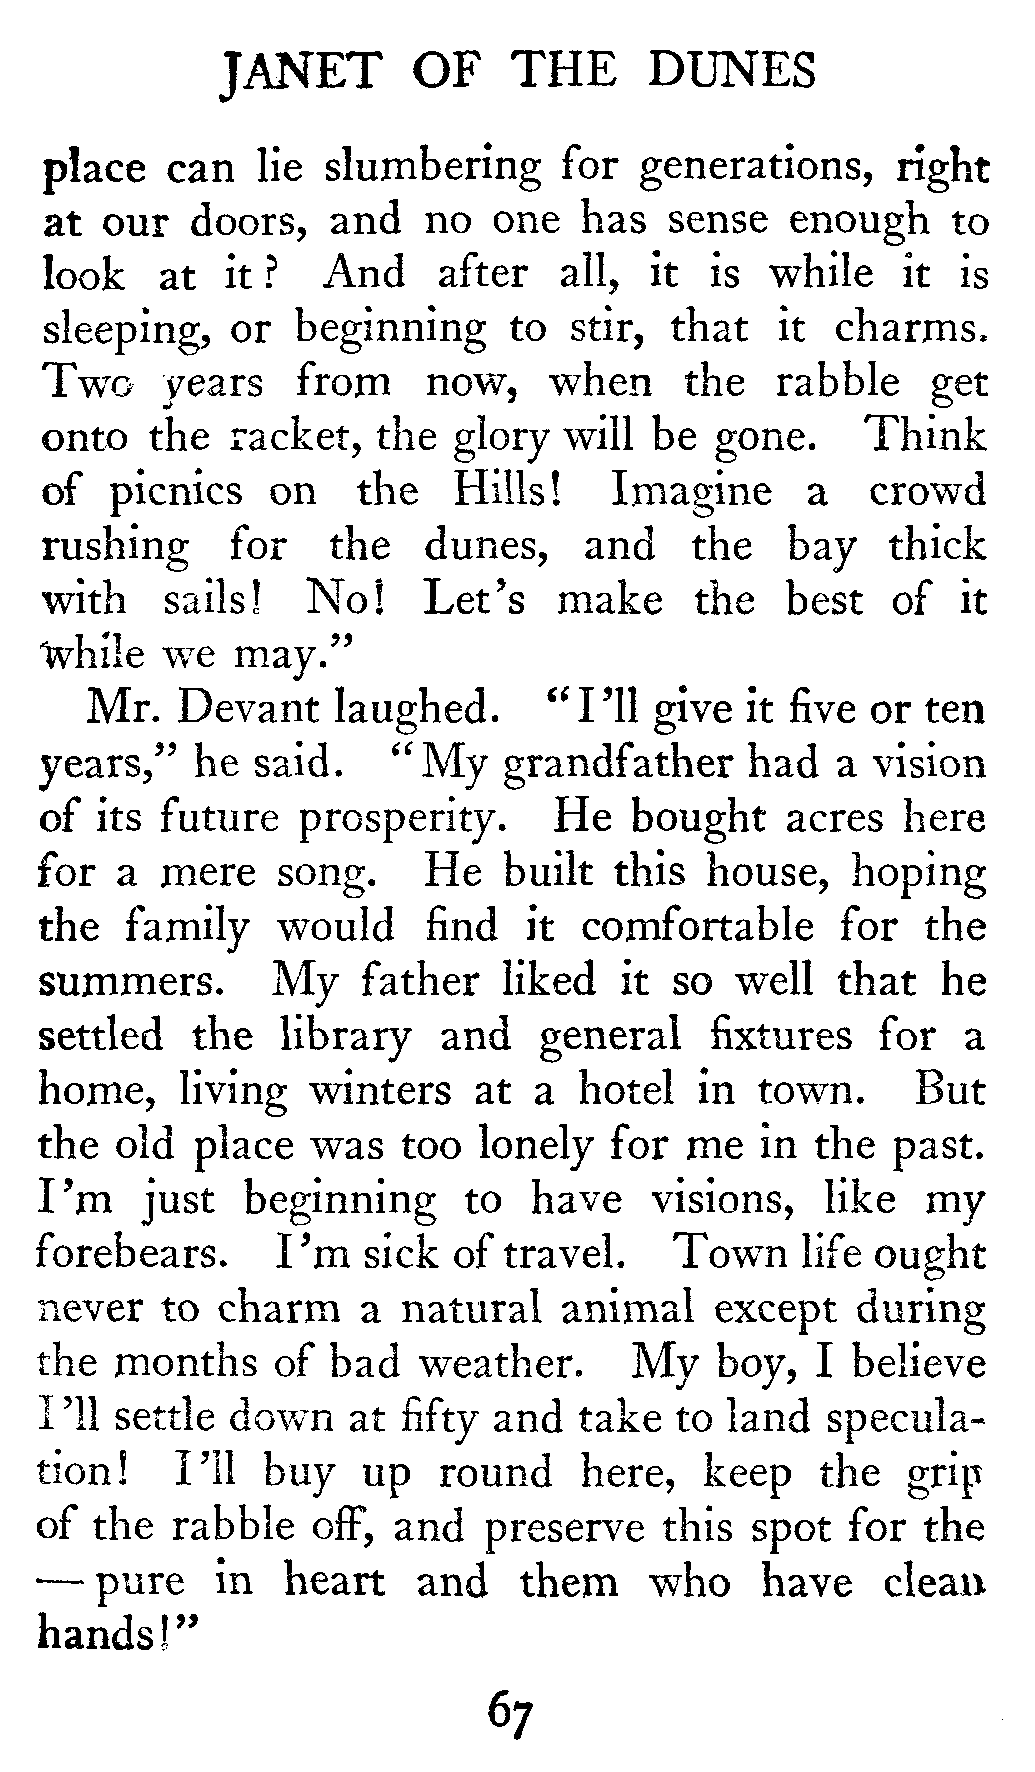 JANET OF THE DUNES
place can lie slumbering for generations, right
at our doors, and no one has sense enough to
look at it? And after all, it is while it is
sleeping, or beginning to stir, that it charms.
Two years from now, when the rabble get
onto the racket, the glory will be gone. Think
of picnics on the Hills! Imagine a crowd
rushing for the dunes, and the bay thick
with sails! No! Let's make the best of it
while we may."
Mr. Devant laughed. "I'll give it five or ten
years," he said. "My grandfather had a vision
of its future prosperity. He bought acres here
for a mere song. He built this house, hoping
the family would find it comfortable for the
summers. My father liked it so well that he
settled the library and general fixtures for a
home, living winters at a hotel in town. But
the old place was too lonely for me in the past.
I'm just beginning to have visions, like my
forebears. I'm sick of travel. Town life ought
never to charm a natural animal except during
the months of bad weather. My boy, I believe
I'll settle down at fifty and take to land specula-
tion! I'll buy up round here, keep the grip
of the rabble off, and preserve this spot for the
— pure in heart and them who have clean
hands!"
67